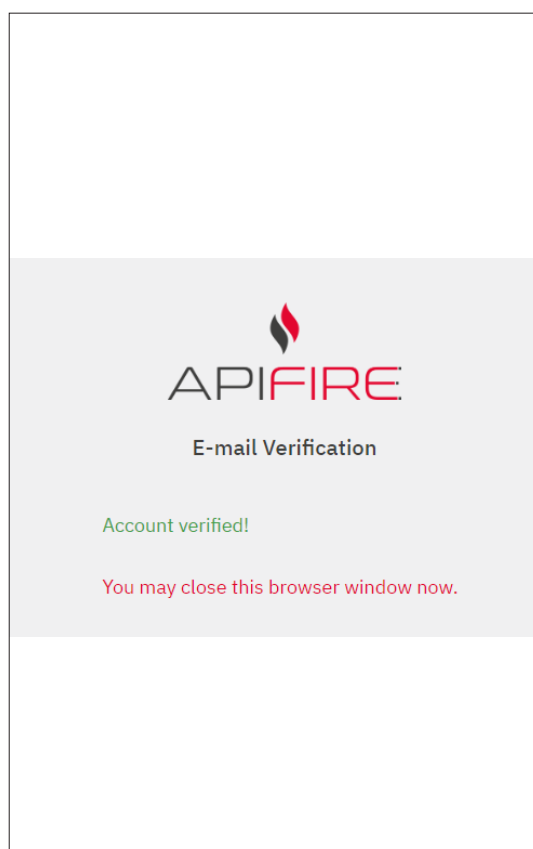 APIFIRE
E-mail Verification
Account verified!
You may close this browser window now.